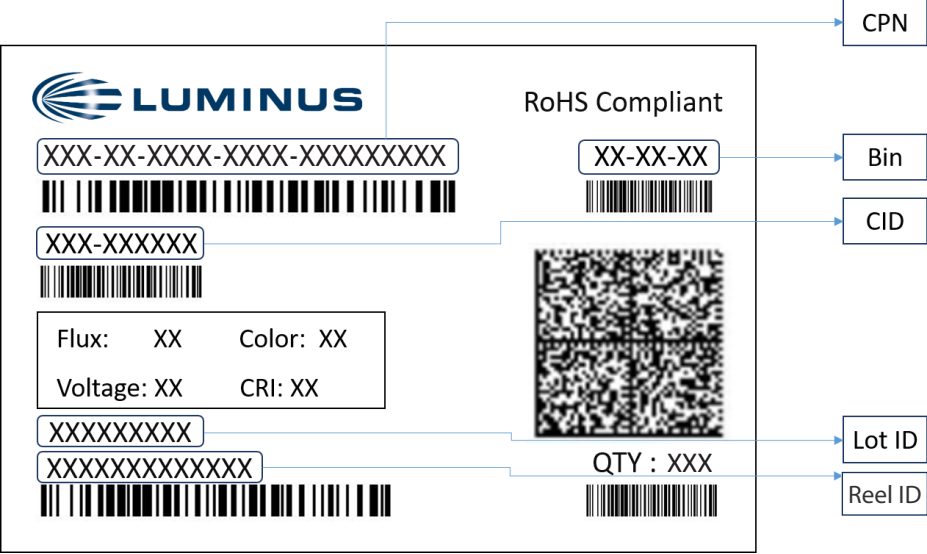 CPN
LUMINUS
RoHS Compliant
XXX-XX-XXXX-XXXX-XXXXXXXXX
XX-XX-XX
Bin
XXX-XXXXXX
CID
Flux: XX Color: XX
Voltage: XX CRI: XX
XXXXXXXXX
Lot ID
XXXXXXXXXXXXX
QTY : XXX
Reel ID